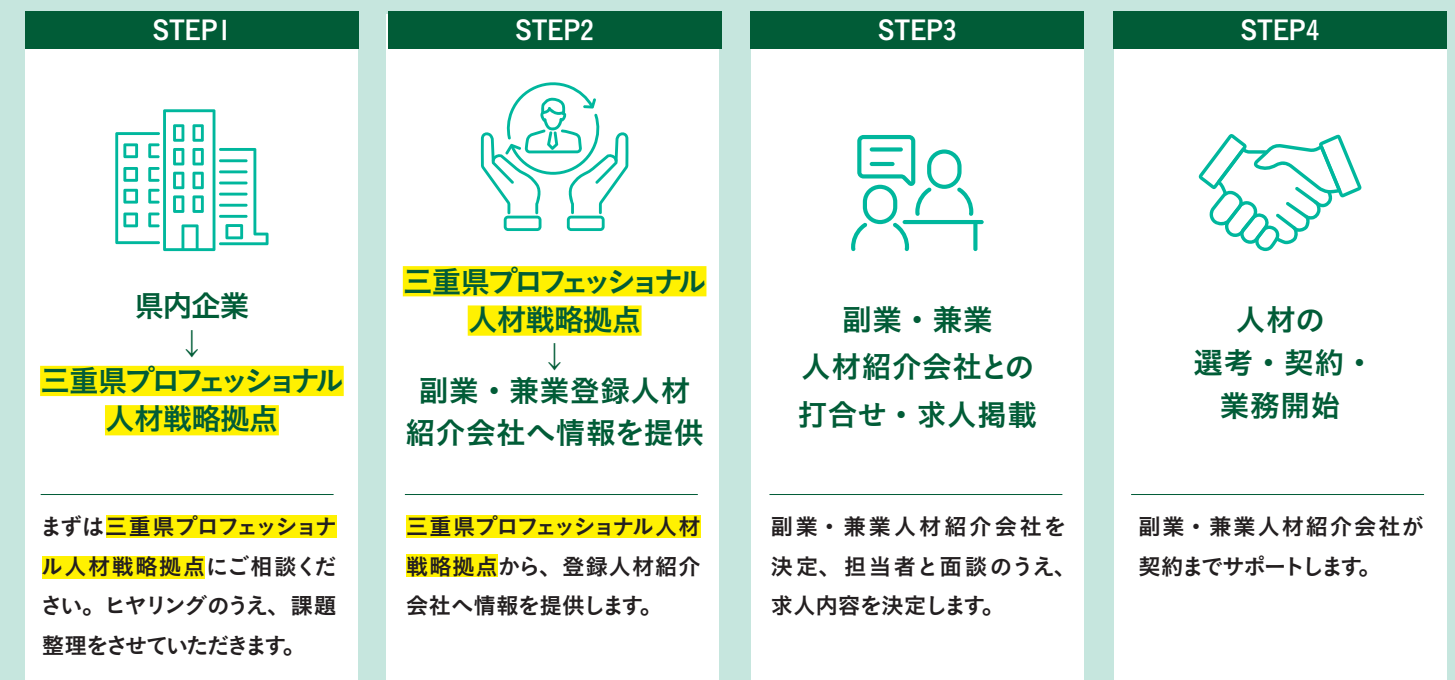 STEP1
県内企業
↓
三重県プロフェッショナル
人材戦略拠点
まずは三重県プロフェッショナ
ル人材戦略拠点にご相談くだ
さい。ヒヤリングのうえ、課題
整理をさせていただきます。
STEP2
三重県プロフェッショナル
人材戦略拠点
↓
副業・兼業登録人材
紹介会社へ情報を提供
三重県プロフェッショナル人材
戦略拠点から、登録人材紹介
会社へ情報を提供します。
STEP3
副業・兼業
人材紹介会社との
打合せ・求人掲載
副業・兼業人材紹介会社を
決定、担当者と面談のうえ、
求人内容を決定します。
STEP4
人材の
選考・契約・
業務開始
副業・兼業人材紹介会社が
契約までサポートします。